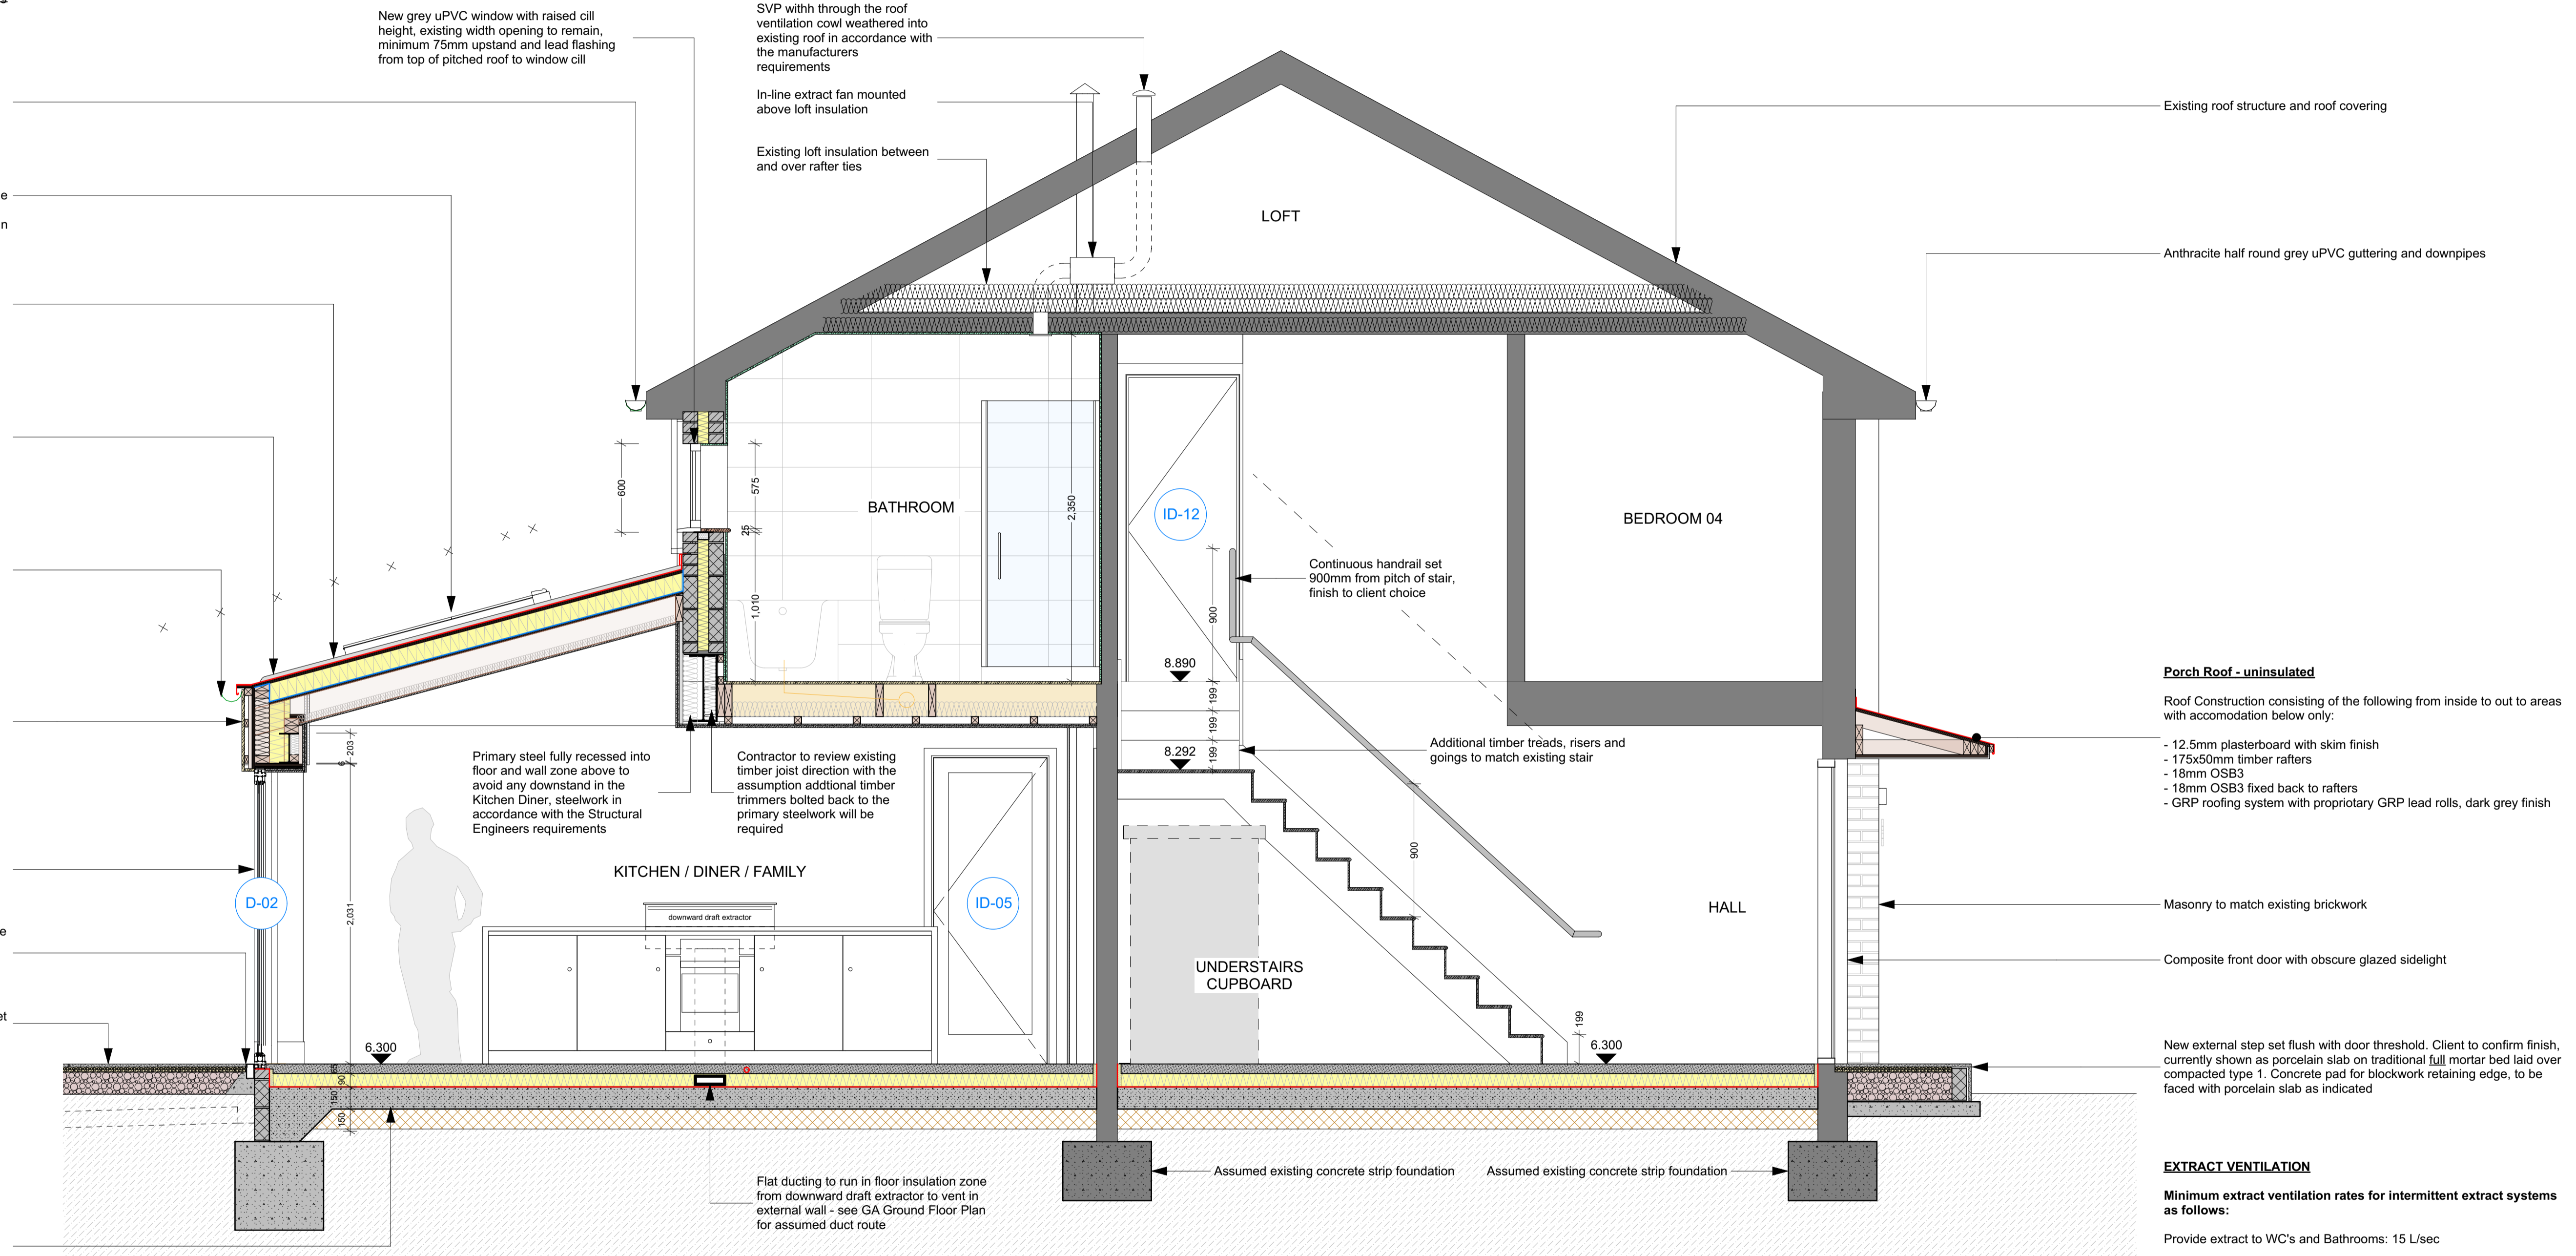 New grey uPVC window with raised cill
height, existing width opening to remain,
minimum 75mm upstand and lead flashing
from top of pitched roof to window cill
SVP withh through the roof
ventilation cowl weathered into
existing roof in accordance with
the manufacturers
requirements
In-line extract fan mounted
above loft insulation
Existing loft insulation between
and over rafter ties
LOFT
Existing roof structure and roof covering
Anthracite half round grey uPVC guttering and downpipes
e
n
600
575
25
1,010
2,350
BATHROOM
ID-12
BEDROOM 04
Continuous handrail set
900mm from pitch of stair,
finish to client choice
900
8.890
199
199
199
8.292
Additional timber treads, risers and
goings to match existing stair
Porch Roof - uninsulated
Roof Construction consisting of the following from inside to out to areas
with accomodation below only:
- 12.5mm plasterboard with skim finish
- 175x50mm timber rafters
- 18mm OSB3
- 18mm OSB3 fixed back to rafters
- GRP roofing system with propriotary GRP lead rolls, dark grey finish
203
6
2,031
Primary steel fully recessed into
floor and wall zone above to
avoid any downstand in the
Kitchen Diner, steelwork in
accordance with the Structural
Engineers requirements
Contractor to review existing
timber joist direction with the
assumption addtional timber
trimmers bolted back to the
primary steelwork will be
required
KITCHEN / DINER / FAMILY
D-02
downward draft extractor
ID-05
900
HALL
UNDERSTAIRS
CUPBOARD
Masonry to match existing brickwork
Composite front door with obscure glazed sidelight
e
et
6.300
199
6.300
65
90
150
150
New external step set flush with door threshold. Client to confirm finish,
currently shown as porcelain slab on traditional full mortar bed laid over
compacted type 1. Concrete pad for blockwork retaining edge, to be
faced with porcelain slab as indicated
Flat ducting to run in floor insulation zone
from downward draft extractor to vent in
external wall - see GA Ground Floor Plan
for assumed duct route
Assumed existing concrete strip foundation
Assumed existing concrete strip foundation
EXTRACT VENTILATION
Minimum extract ventilation rates for intermittent extract systems
as follows:
Provide extract to WC's and Bathrooms: 15 L/sec